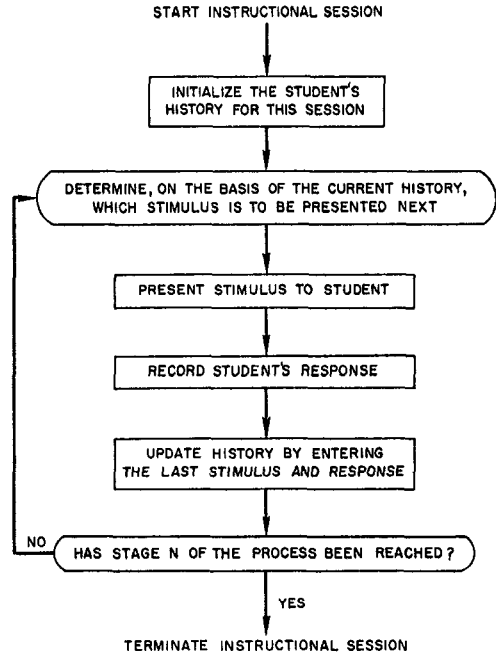 START INSTRUCTIONAL SESSION
INITIALIZE THE STUDENT'S
HISTORY FOR THIS SESSION
DETERMINE, ON THE BASIS OF THE CURRENT HISTORY,
WHICH STIMULUS IS TO BE PRESENTED NEXT
PRESENT STIMULUS TO STUDENT
RECORD STUDENT'S RESPONSE
UPDATE HISTORY BY ENTERING
THE LAST STIMULUS AND RESPONSE
NO
HAS STAGE N OF THE PROCESS BEEN REACHED?
YES
TERMINATE INSTRUCTIONAL SESSION